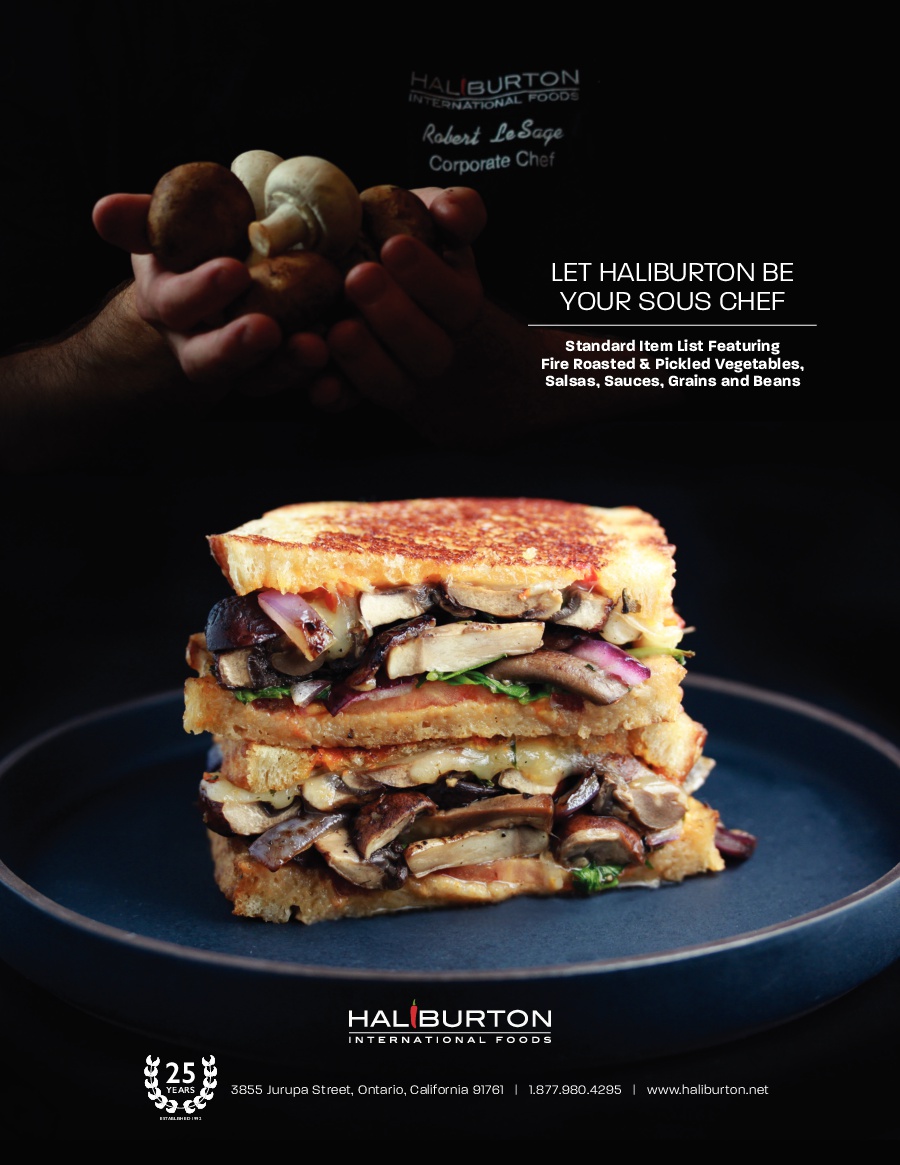 HALIBURTON
INTERNATIONAL FOODS
Robert LeSage
Corporate Chef
LET HALIBURTON BE
YOUR SOUS CHEF
Standard Item List Featuring
Fire Roasted & Pickled Vegetables,
Salsas, Sauces, Grains and Beans
HALIBURTON
INTERNATIONAL FOODS
25
YEARS
ESTABLISHED 1992
3855 Jurupa Street, Ontario, California 91761 | 1.877.980.4295 | www.haliburton.net